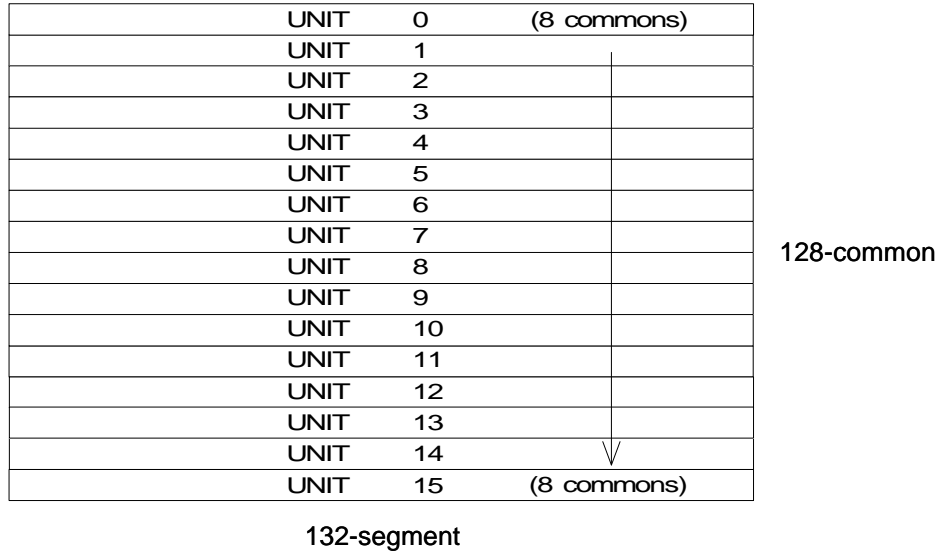 UNIT 0 (8 commons)
UNIT 1
UNIT 2
UNIT 3
UNIT 4
UNIT 5
UNIT 6
UNIT 7
128-common
UNIT 8
UNIT 9
UNIT 10
UNIT 11
UNIT 12
UNIT 13
UNIT 14
UNIT 15 (8 commons)
132-segment